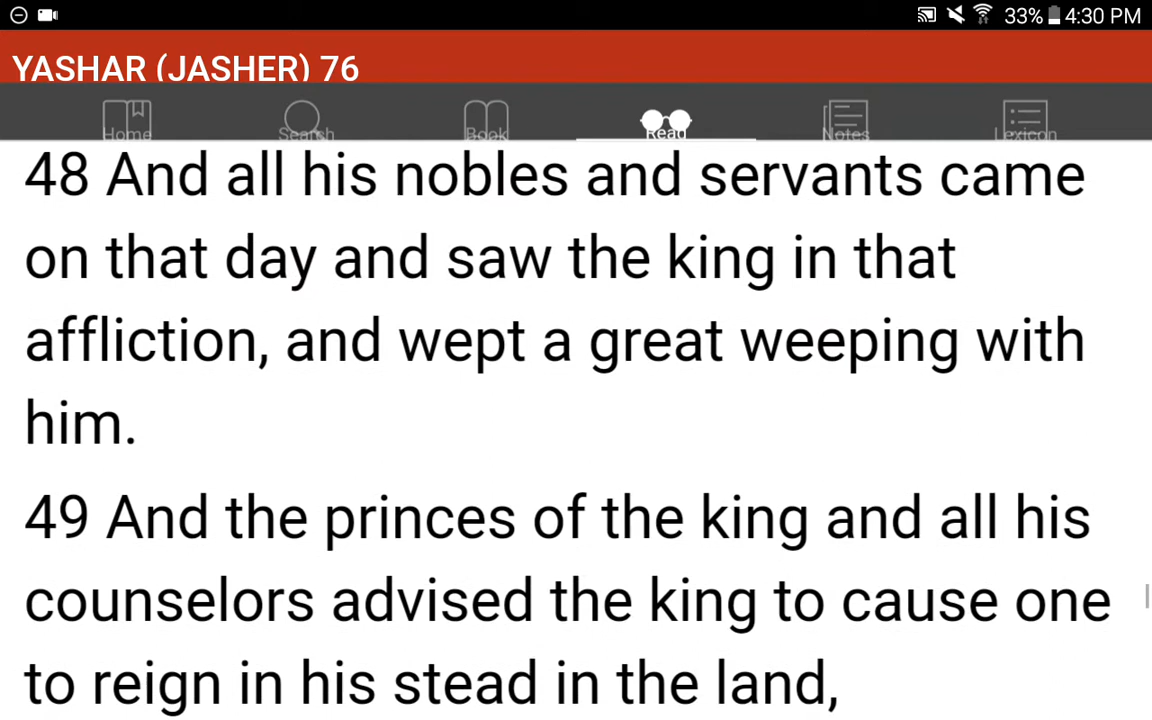 33% 4:30 PM
YASHAR (JASHER) 76
Home Search Book Read Notes Lexicon
48 And all his nobles and servants came
on that day and saw the king in that
affliction, and wept a great weeping with
him.
49 And the princes of the king and all his
counselors advised the king to cause one
to reign in his stead in the land,